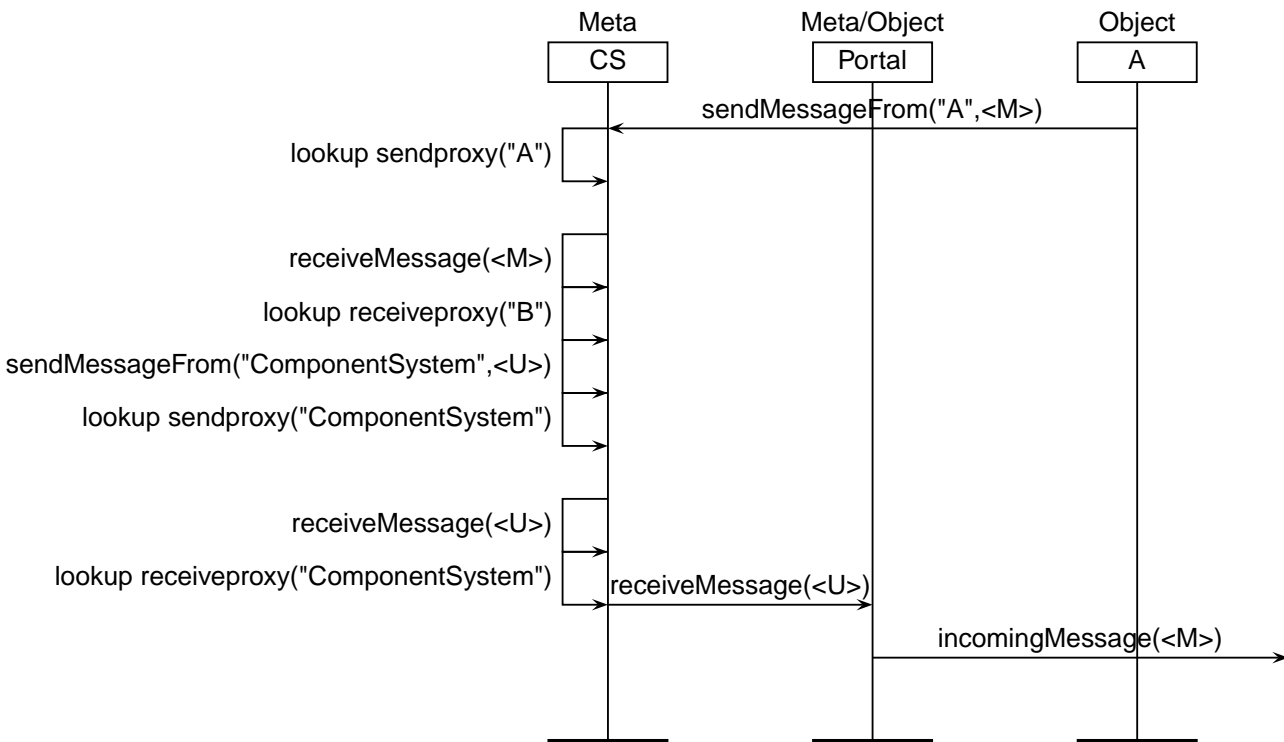 Meta
Meta/Object
Object
CS
Portal
A
sendMessageFrom("A",<M>)
lookup sendproxy("A")
receiveMessage(<M>)
lookup receiveproxy("B")
sendMessageFrom("ComponentSystem",<U>)
lookup sendproxy("ComponentSystem")
receiveMessage(<U>)
lookup receiveproxy("ComponentSystem")
receiveMessage(<U>)
incomingMessage(<M>)